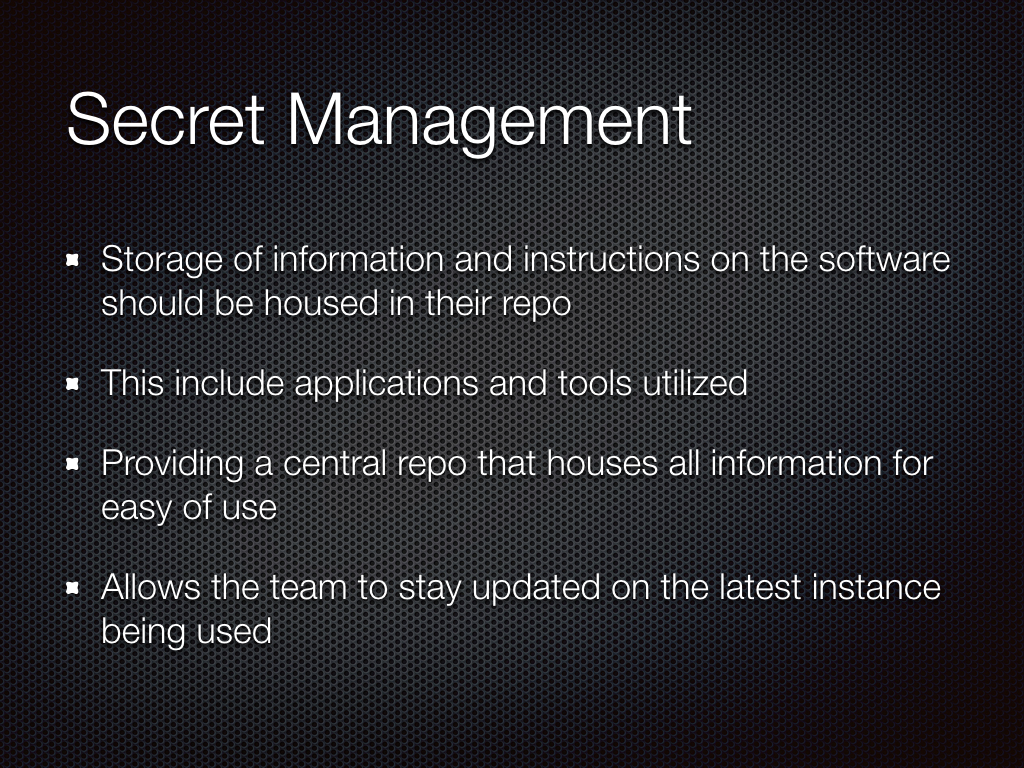 Secret Management
Storage of information and instructions on the software
should be housed in their repo
This include applications and tools utilized
Providing a central repo that houses all information for
easy of use
Allows the team to stay updated on the latest instance
being used